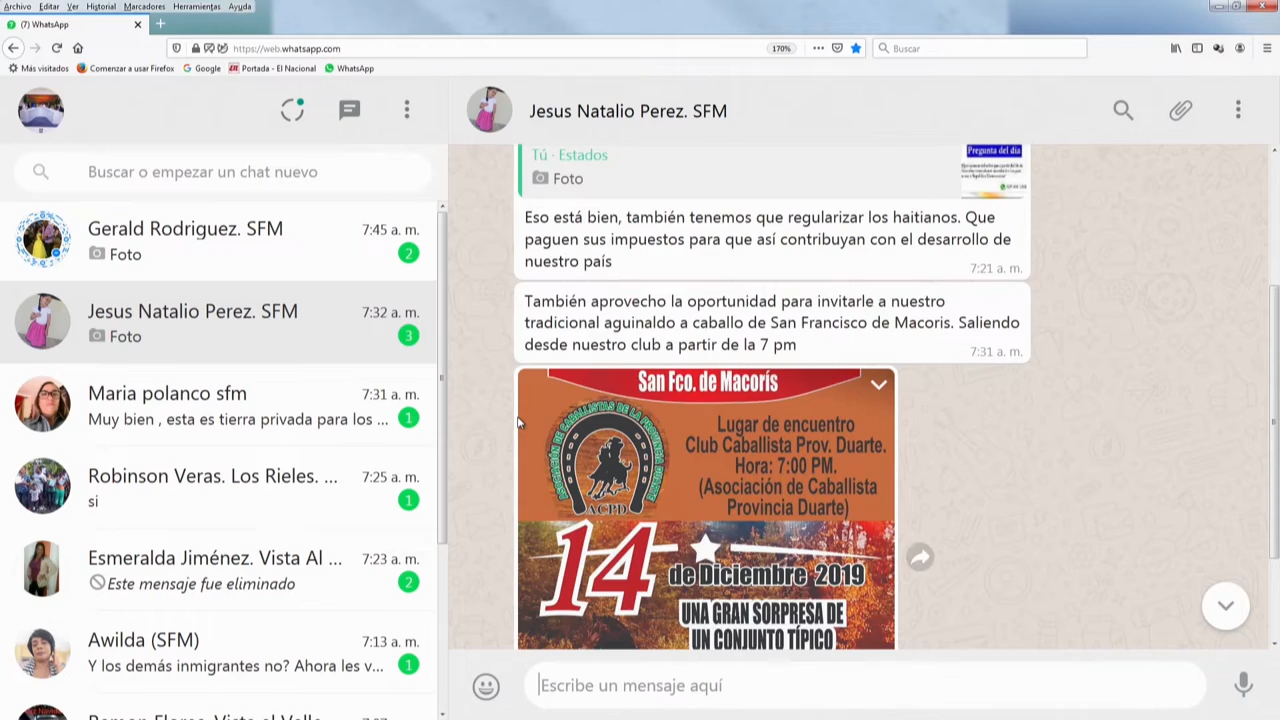 Archivo Editar Ver Historial Marcadores Herramientas Ayuda
(7) WhatsApp
https://web.whatsapp.com
170%
Buscar
Más visitados
Comenzar a usar Firefox
Google
Portada - El Nacional
WhatsApp
Buscar o empezar un chat nuevo
Gerald Rodriguez. SFM
7:45 a. m.
Foto
2
Jesus Natalio Perez. SFM
7:32 a. m.
Foto
3
Maria polanco sfm
7:31 a. m.
Muy bien , esta es tierra privada para los ...
1
Robinson Veras. Los Rieles. ...
7:25 a. m.
si
1
Esmeralda Jiménez. Vista Al ...
7:23 a. m.
Este mensaje fue eliminado
2
Awilda (SFM)
7:13 a. m.
Y los demás inmigrantes no? Ahora les v...
1
Jesus Natalio Perez. SFM
Tú · Estados
Foto
Pregunta del día
Eso está bien, también tenemos que regularizar los haitianos. Que
paguen sus impuestos para que así contribuyan con el desarrollo de
nuestro país
7:21 a. m.
También aprovecho la oportunidad para invitarle a nuestro
tradicional aguinaldo a caballo de San Francisco de Macoris. Saliendo
desde nuestro club a partir de la 7 pm
7:31 a. m.
San Fco. de Macorís
ASOCIACIÓN DE CABALLISTAS DE LA PROVINCIA DUARTE
ACPD
Lugar de encuentro
Club Caballista Prov. Duarte.
Hora: 7:00 PM.
(Asociación de Caballista
Provincia Duarte)
14
de Diciembre 2019
UNA GRAN SORPRESA DE
UN CONJUNTO TÍPICO
Escribe un mensaje aquí